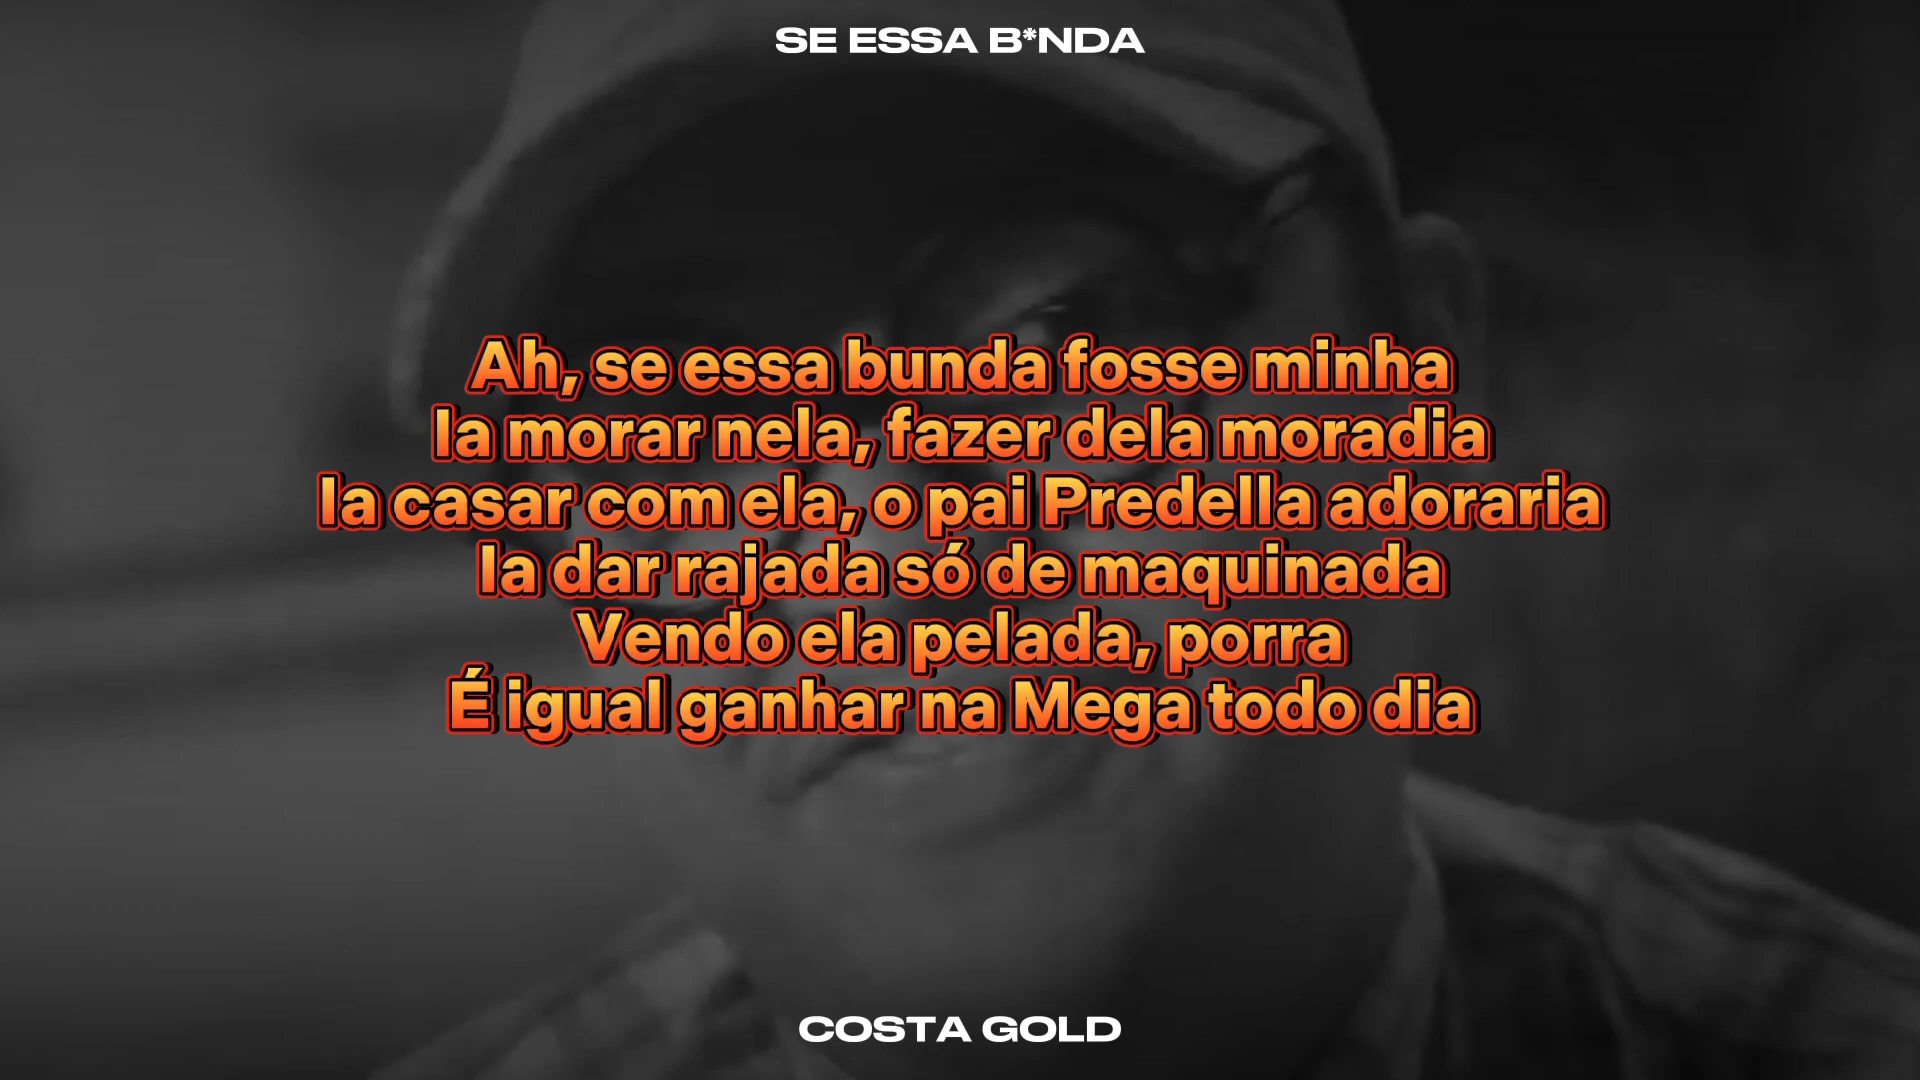 SE ESSA B*NDA
Ah, se essa bunda fosse minha
Ia morar nela, fazer dela moradia
Ia casar com ela, o pai Predella adoraria
Ia dar rajada só de maquinada
Vendo ela pelada, porra
É igual ganhar na Mega todo dia
COSTA GOLD